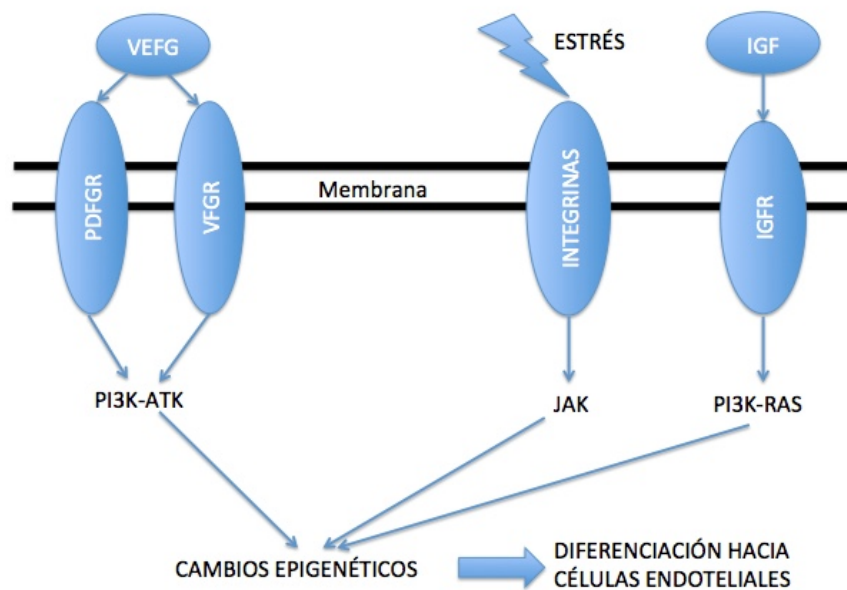 VEFG
ESTRÉS
IGF
PDFGR
VFGR
Membrana
INTEGRINAS
IGFR
PI3K-ATK
JAK
PI3K-RAS
CAMBIOS EPIGENÉTICOS
DIFERENCIACIÓN HACIA
CÉLULAS ENDOTELIALES